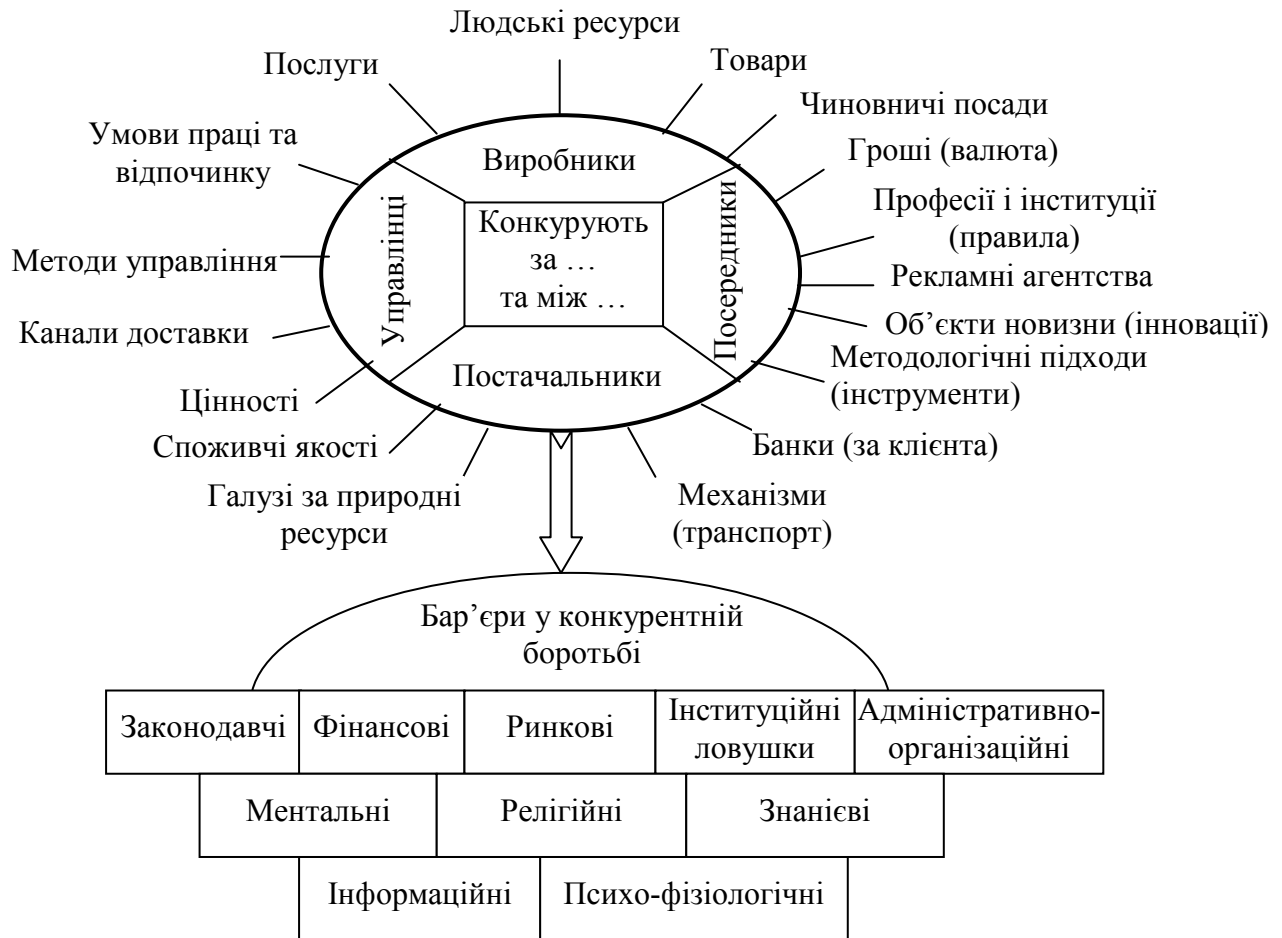 Людські ресурси
Послуги
Товари
Чиновничі посади
Умови праці та
відпочинку
Гроші (валюта)
Виробники
Професії і інституції
(правила)
Управлінці
Конкурують
за …
та між …
Посередники
Методи управління
Рекламні агентства
Канали доставки
Об’єкти новизни (інновації)
Постачальники
Методологічні підходи
(інструменти)
Цінності
Споживчі якості
Банки (за клієнта)
Галузі за природні
ресурси
Механізми
(транспорт)
Бар’єри у конкурентній
боротьбі
Законодавчі
Фінансові
Ринкові
Інституційні
ловушки
Адміністративно-
організаційні
Ментальні
Релігійні
Знанієві
Інформаційні
Психо-фізіологічні